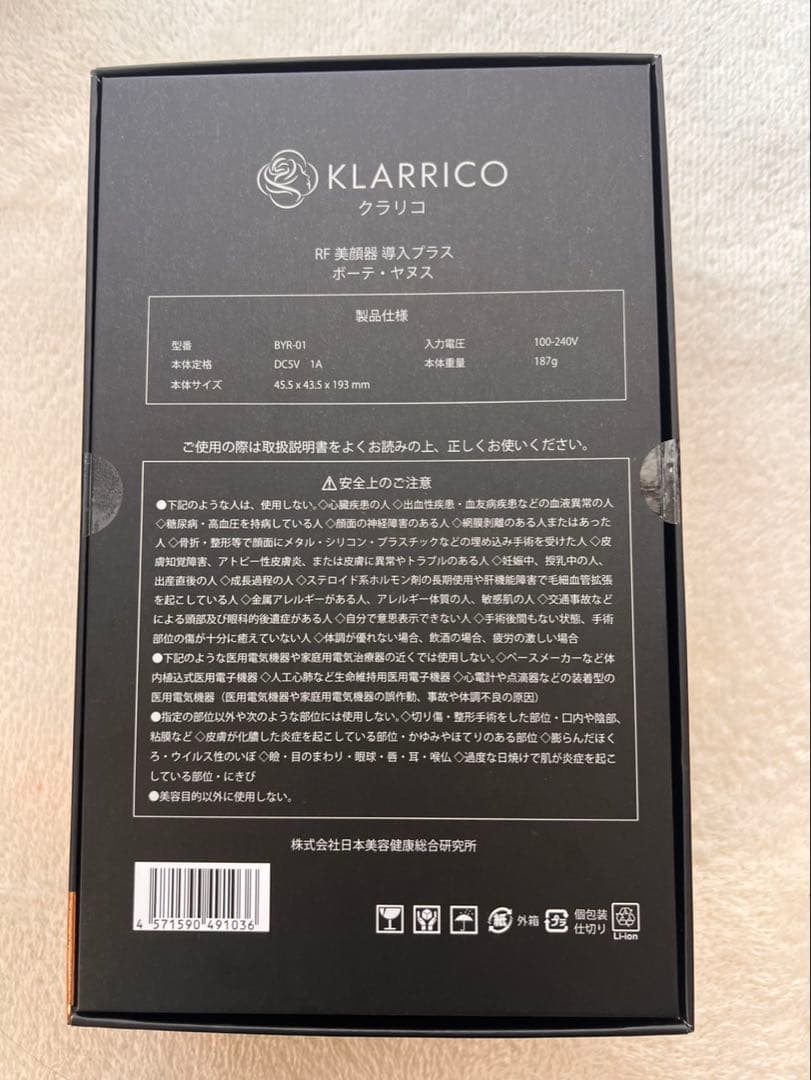 KLARRICO
クラリコ
RF 美顔器 導入プラス
ボーテ・ヤヌス
製品仕様
型番 BYR-01 入力電圧 100-240V
本体定格 DC5V 1A 本体重量 187g
本体サイズ 45.5 x 43.5 x 193 mm
ご使用の際は取扱説明書をよくお読みの上、正しくお使いください。
⚠安全上のご注意
●下記のような人は、使用しない。◇心臓疾患の人 ◇出血性疾患・血友病疾患などの血液異常の人
◇糖尿病・高血圧を持病している人 ◇顔面の神経障害のある人 ◇網膜剥離のある人またはあった
人 ◇骨折・整形等で顔面にメタル・シリコン・プラスチックなどの埋め込み手術を受けた人 ◇皮
膚知覚障害、アトピー性皮膚炎、または皮膚に異常やトラブルのある人 ◇妊娠中、授乳中の人、
出産直後の人 ◇成長過程の人 ◇ステロイド系ホルモン剤の長期使用や肝機能障害で毛細血管拡張
を起こしている人 ◇金属アレルギーがある人、アレルギー体質の人、敏感肌の人 ◇交通事故など
による頭部及び眼科的後遺症がある人 ◇自分で意思表示できない人 ◇手術後間もない状態、手術
部位の傷が十分に癒えていない人 ◇体調が優れない場合、飲酒の場合、疲労の激しい場合
●下記のような医用電気機器や家庭用電気治療器の近くでは使用しない。◇ペースメーカーなど体
内植込式医用電子機器 ◇人工心肺など生命維持用医用電子機器 ◇心電計や点滴器などの装着型の
医用電気機器（医用電気機器や家庭用電気機器の誤作動、事故や体調不良の原因）
●指定の部位以外や次のような部位には使用しない。◇切り傷・整形手術をした部位・口内や陰部、
粘膜など ◇皮膚が化膿した炎症を起こしている部位・かゆみやほてりのある部位 ◇膨らんだほく
ろ・ウイルス性のいぼ ◇瞼・目のまわり・眼球・唇・耳・喉仏 ◇過度な日焼けで肌が炎症を起こ
している部位・にきび
●美容目的以外に使用しない。
株式会社日本美容健康総合研究所
4 571590 491036
紙 外箱 プラ 個包装
仕切り
Li-ion